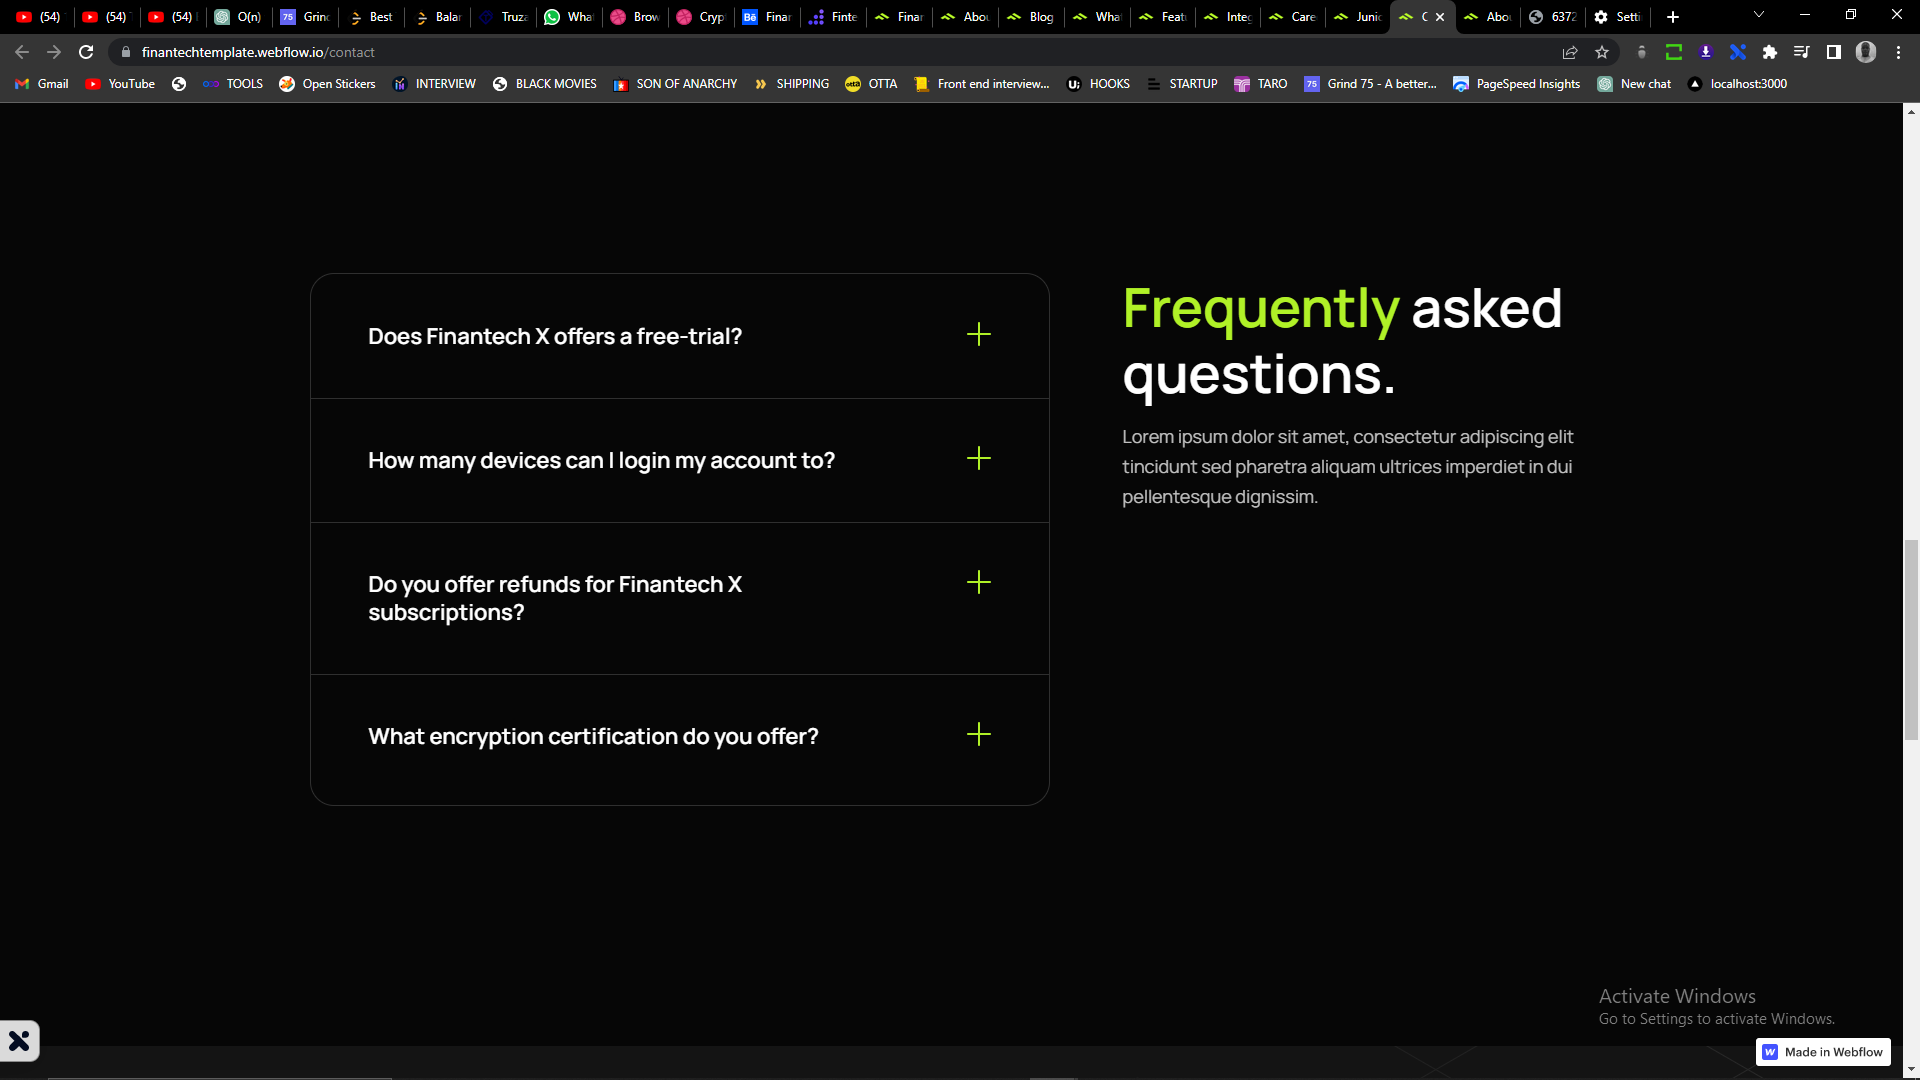 (54)
(54)
(54)
O(n)
Grin
Best
Balar
Truza
What
Brow
Cryp
Finar
Finte
Finar
Abou
Blog
What
Featu
Integ
Care
Junio
C
Abou
6372
Setti
finantechtemplate.webflow.io/contact
Gmail
YouTube
TOOLS
Open Stickers
INTERVIEW
BLACK MOVIES
SON OF ANARCHY
SHIPPING
OTTA
Front end interview...
HOOKS
STARTUP
TARO
Grind 75 - A better...
PageSpeed Insights
New chat
localhost:3000
Does Finantech X offers a free-trial?
How many devices can I login my account to?
Do you offer refunds for Finantech X
subscriptions?
What encryption certification do you offer?
Frequently asked
questions.
Lorem ipsum dolor sit amet, consectetur adipiscing elit
tincidunt sed pharetra aliquam ultrices imperdiet in dui
pellentesque dignissim.
Activate Windows
Go to Settings to activate Windows.
Made in Webflow